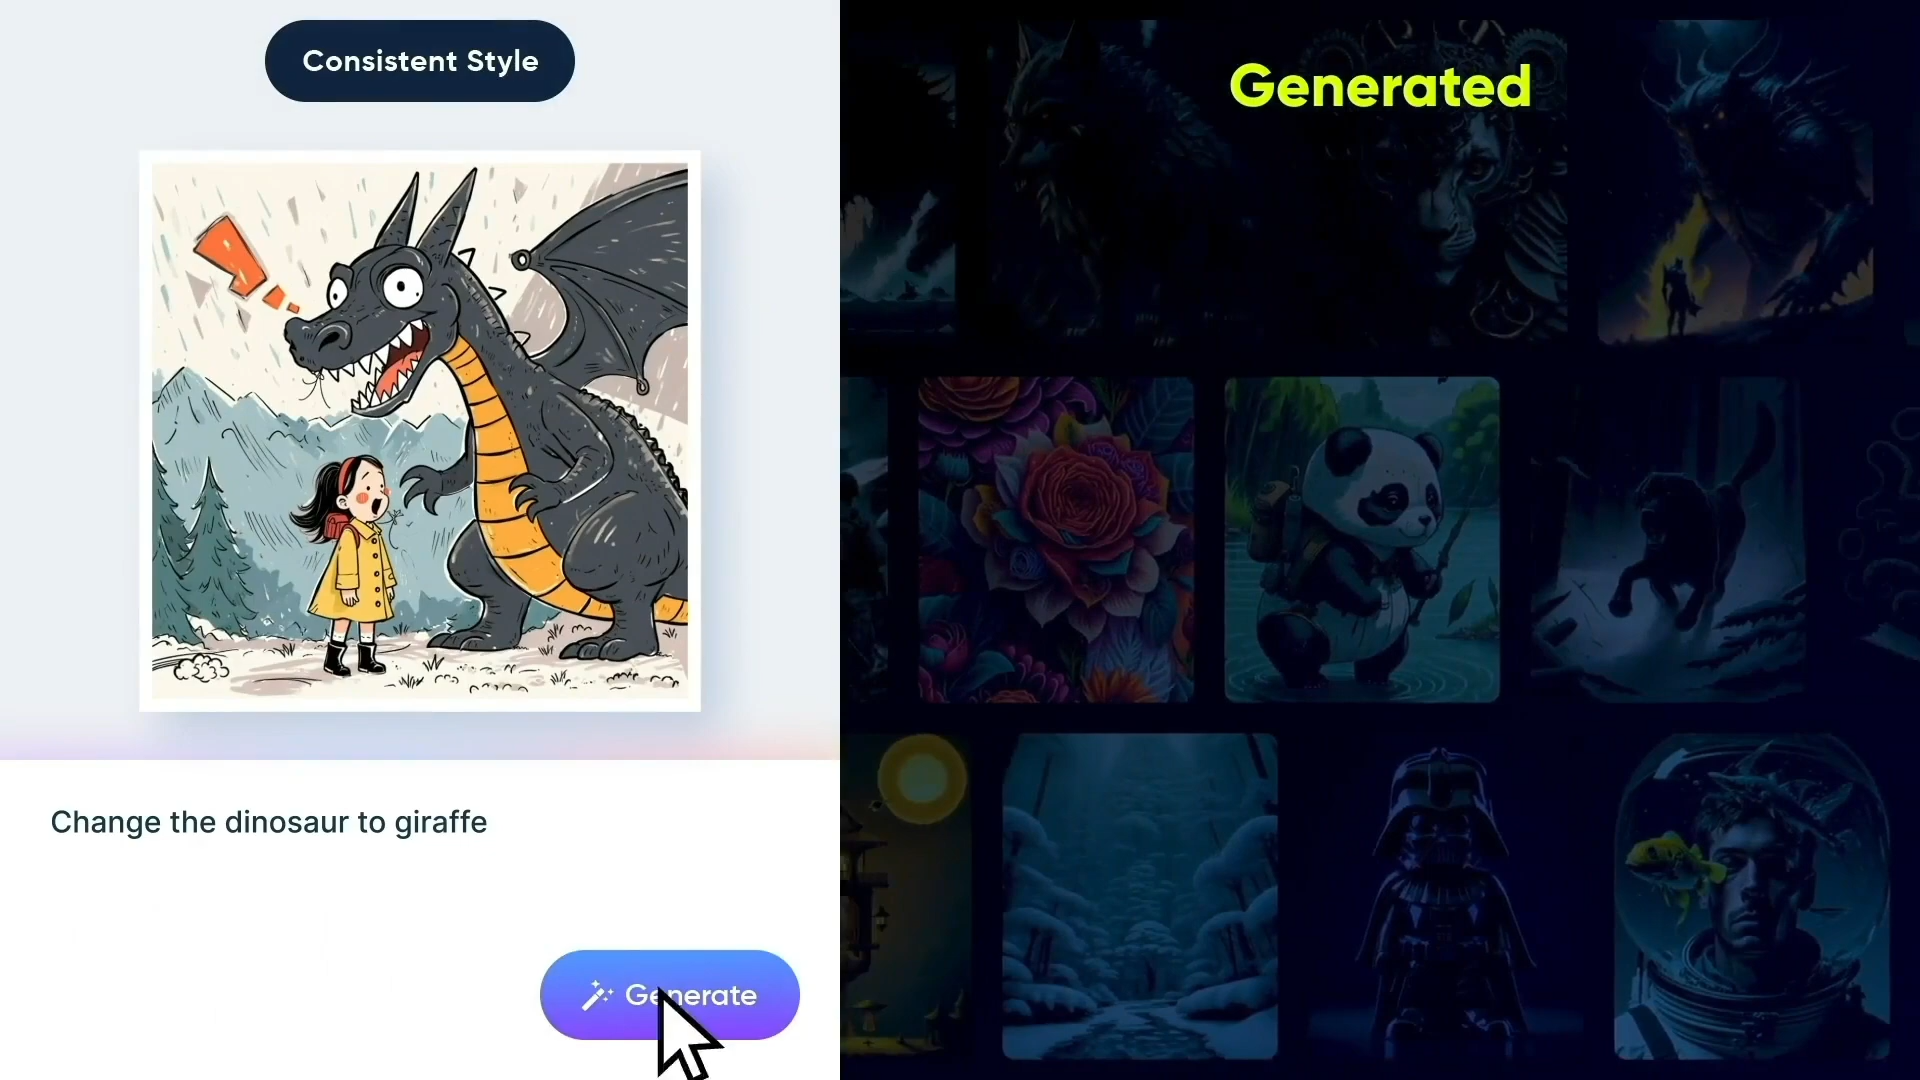 Consistent Style
Generated
Change the dinosaur to giraffe
Generate